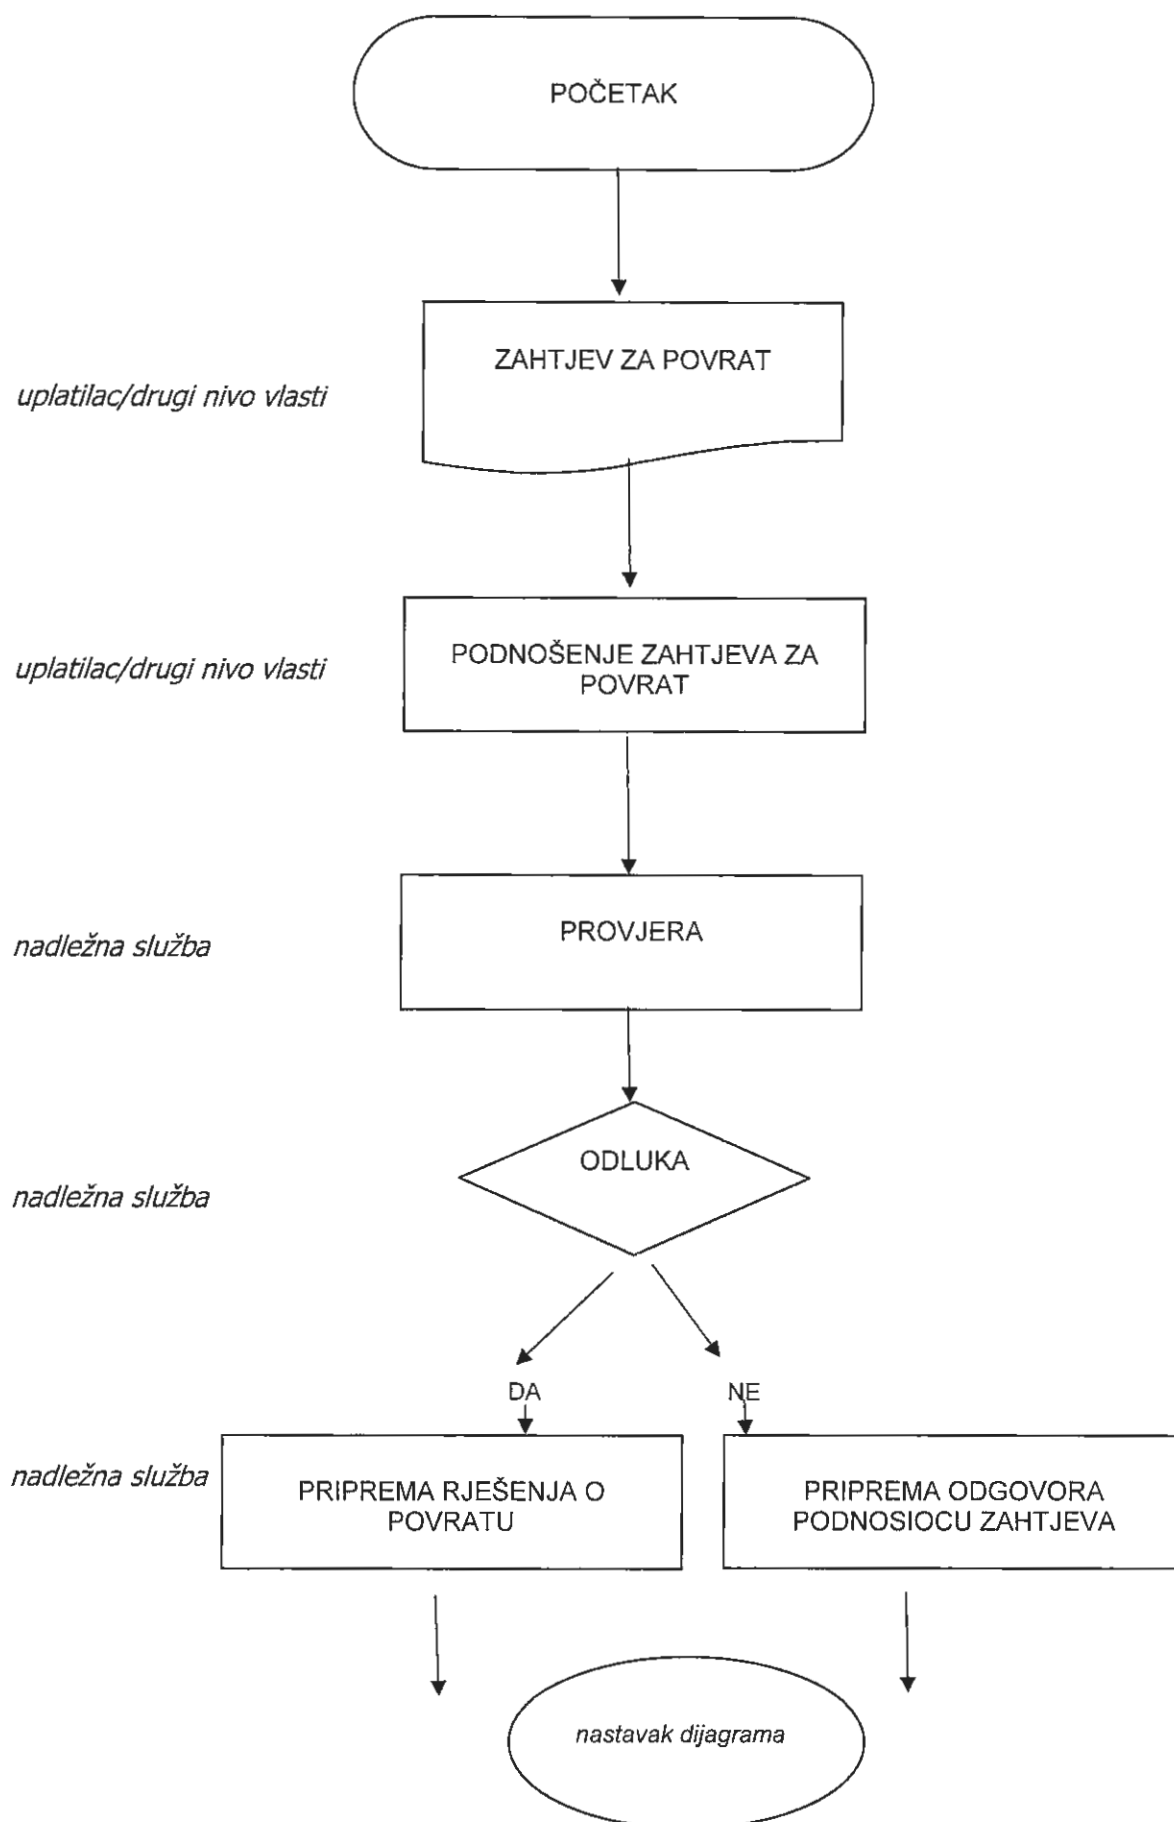 POČETAK
ZAHTJEV ZA POVRAT
uplatilac/drugi nivo vlasti
PODNOŠENJE ZAHTJEVA ZA
POVRAT
uplatilac/drugi nivo vlasti
PROVJERA
nadležna služba
ODLUKA
nadležna služba
DA
NE
nadležna služba
PRIPREMA RJEŠENJA O
POVRATU
PRIPREMA ODGOVORA
PODNOSIOCU ZAHTJEVA
nastavak dijagrama